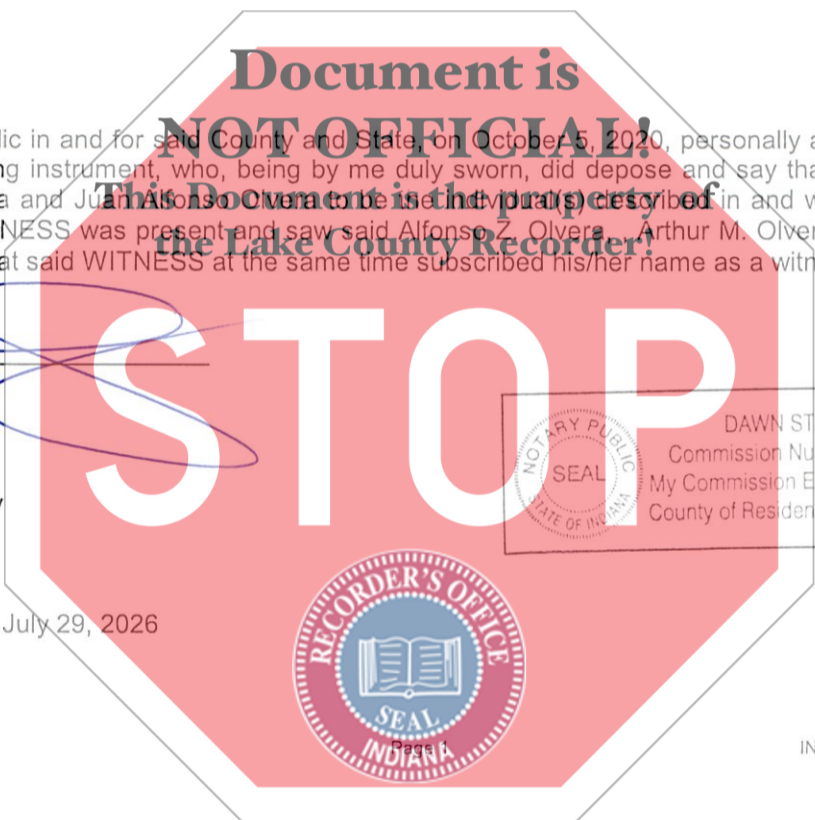 Document is
NOT OFFICIAL!
lic in and for said County and State, on October 5, 2020, personally a
ng instrument, who, being by me duly sworn, did depose and say tha
This Document is the property of
a and Juan Alfonso Olvera to be the individual(s) described in and w
the Lake County Recorder!
NESS was present and saw said Alfonso Z. Olvera, Arthur M. Olver
at said WITNESS at the same time subscribed his/her name as a witn
STOP
DAWN ST
NOTARY PUBLIC
SEAL
STATE OF INDIANA
Commission Nu
My Commission E
County of Residen
July 29, 2026
RECORDER'S OFFICE
SEAL
INDIANA
Page 1
IN